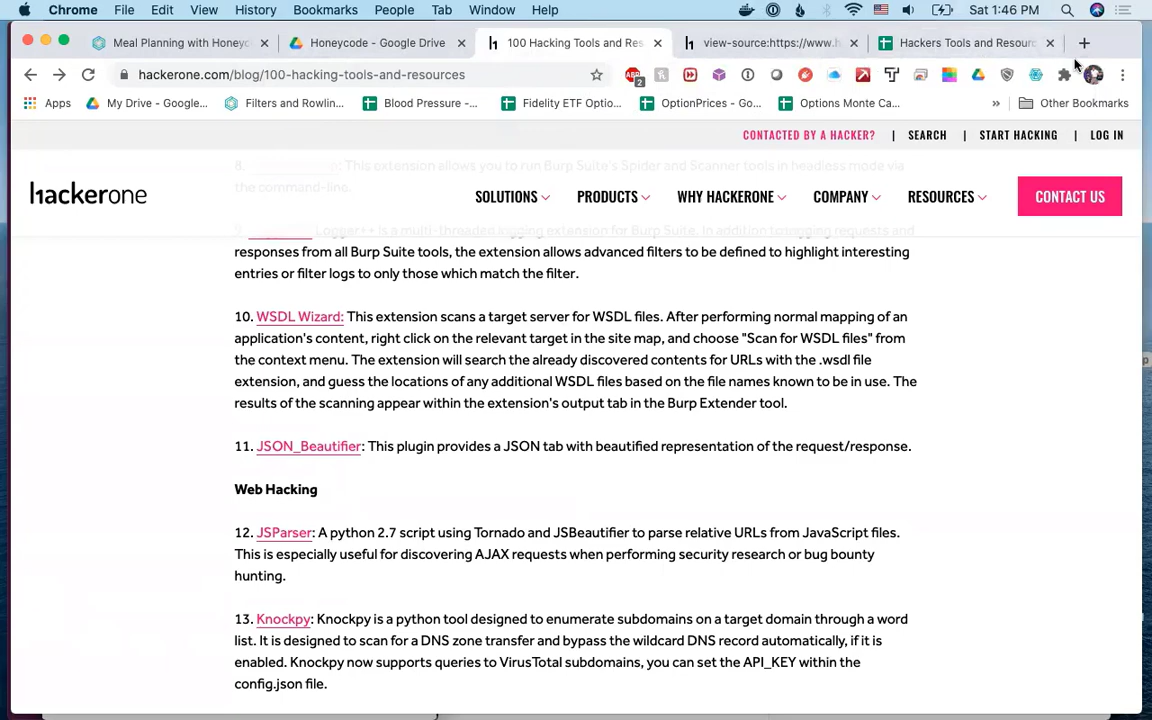 Chrome File Edit View History Bookmarks People Tab Window Help Sat 1:46 PM
Meal Planning with Honeyc
Honeycode - Google Drive
100 Hacking Tools and Res
view-source:https://www.h
Hackers Tools and Resourc
hackerone.com/blog/100-hacking-tools-and-resources
ABP 2
Apps My Drive - Google... Filters and Rowlin... Blood Pressure -... Fidelity ETF Optio... OptionPrices - Go... Options Monte Ca... » Other Bookmarks
CONTACTED BY A HACKER? | SEARCH | START HACKING | LOG IN
8. : This extension allows you to run Burp Suite's Spider and Scanner tools in headless mode via
the command-line.
hackerone SOLUTIONS PRODUCTS WHY HACKERONE COMPANY RESOURCES CONTACT US
9. Logger++ is a multi-threaded logging extension for Burp Suite. In addition to logging requests and
responses from all Burp Suite tools, the extension allows advanced filters to be defined to highlight interesting
entries or filter logs to only those which match the filter.
10. WSDL Wizard: This extension scans a target server for WSDL files. After performing normal mapping of an
application's content, right click on the relevant target in the site map, and choose "Scan for WSDL files" from
the context menu. The extension will search the already discovered contents for URLs with the .wsdl file
extension, and guess the locations of any additional WSDL files based on the file names known to be in use. The
results of the scanning appear within the extension's output tab in the Burp Extender tool.
11. JSON_Beautifier: This plugin provides a JSON tab with beautified representation of the request/response.
Web Hacking
12. JSParser: A python 2.7 script using Tornado and JSBeautifier to parse relative URLs from JavaScript files.
This is especially useful for discovering AJAX requests when performing security research or bug bounty
hunting.
13. Knockpy: Knockpy is a python tool designed to enumerate subdomains on a target domain through a word
list. It is designed to scan for a DNS zone transfer and bypass the wildcard DNS record automatically, if it is
enabled. Knockpy now supports queries to VirusTotal subdomains, you can set the API_KEY within the
config.json file.